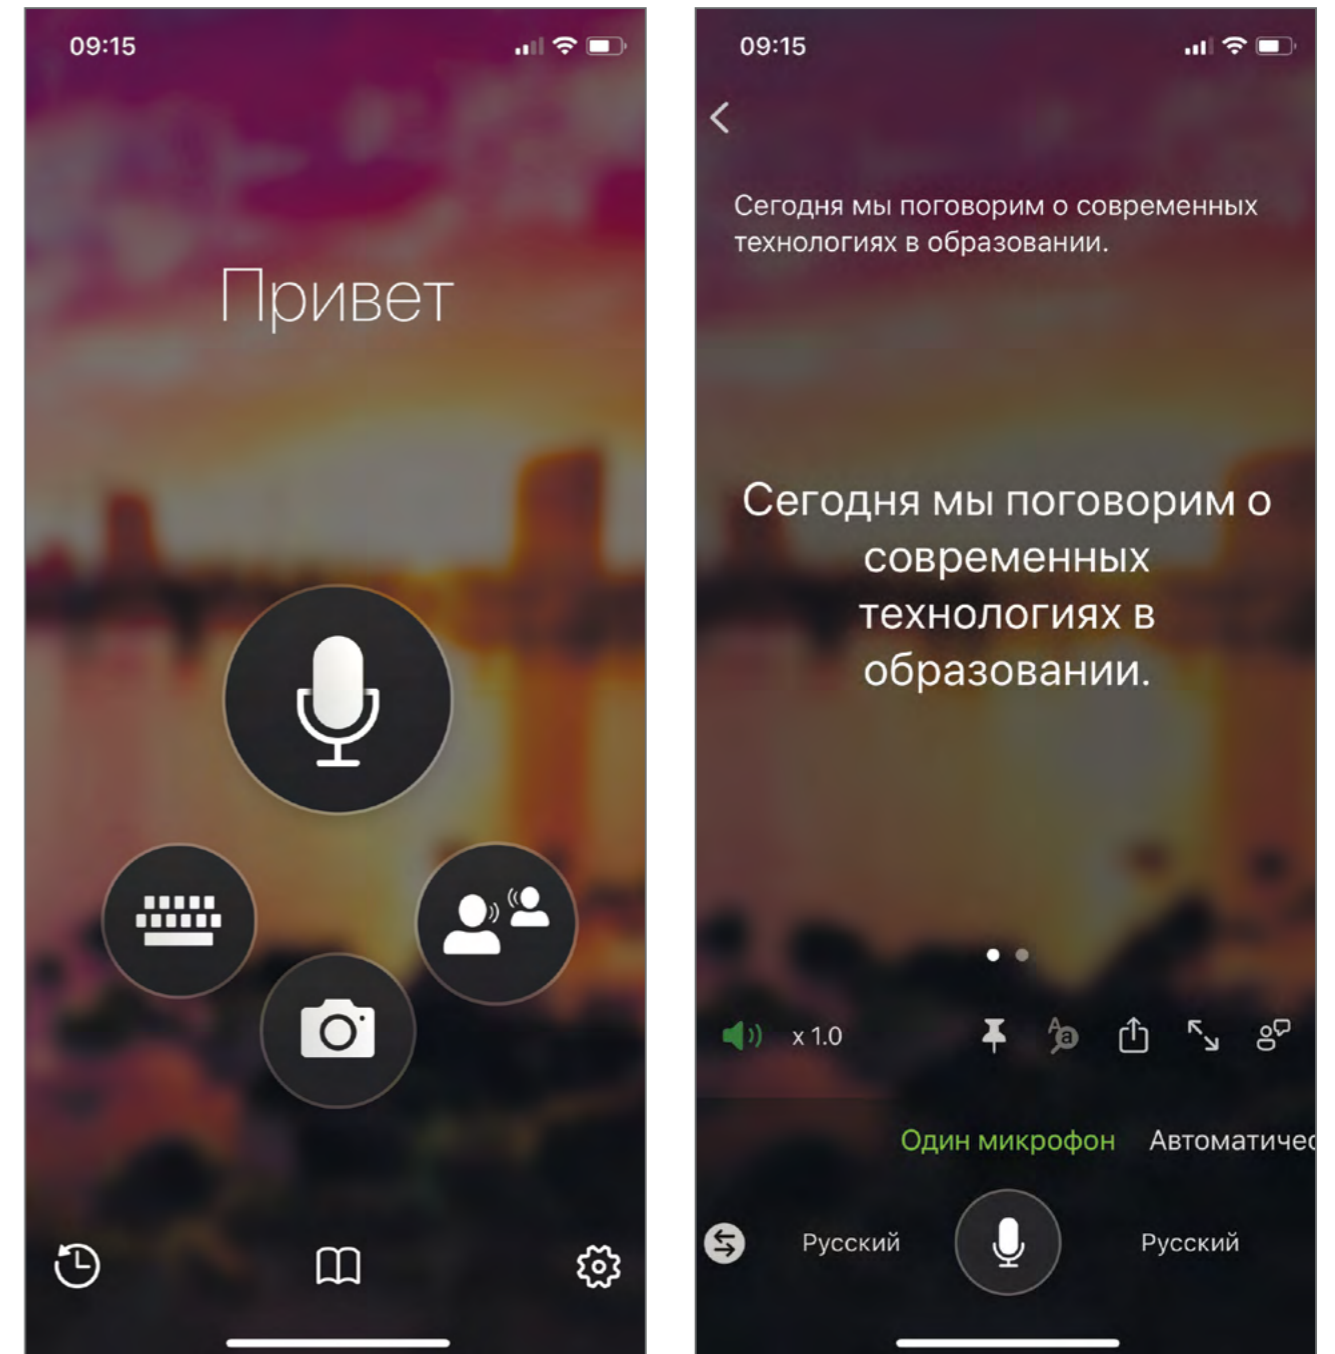 09:15
Привет
09:15
Сегодня мы поговорим о современных
технологиях в образовании.
Сегодня мы поговорим о
современных
технологиях в
образовании.
x 1.0
Один микрофон Автоматичес
Русский Русский